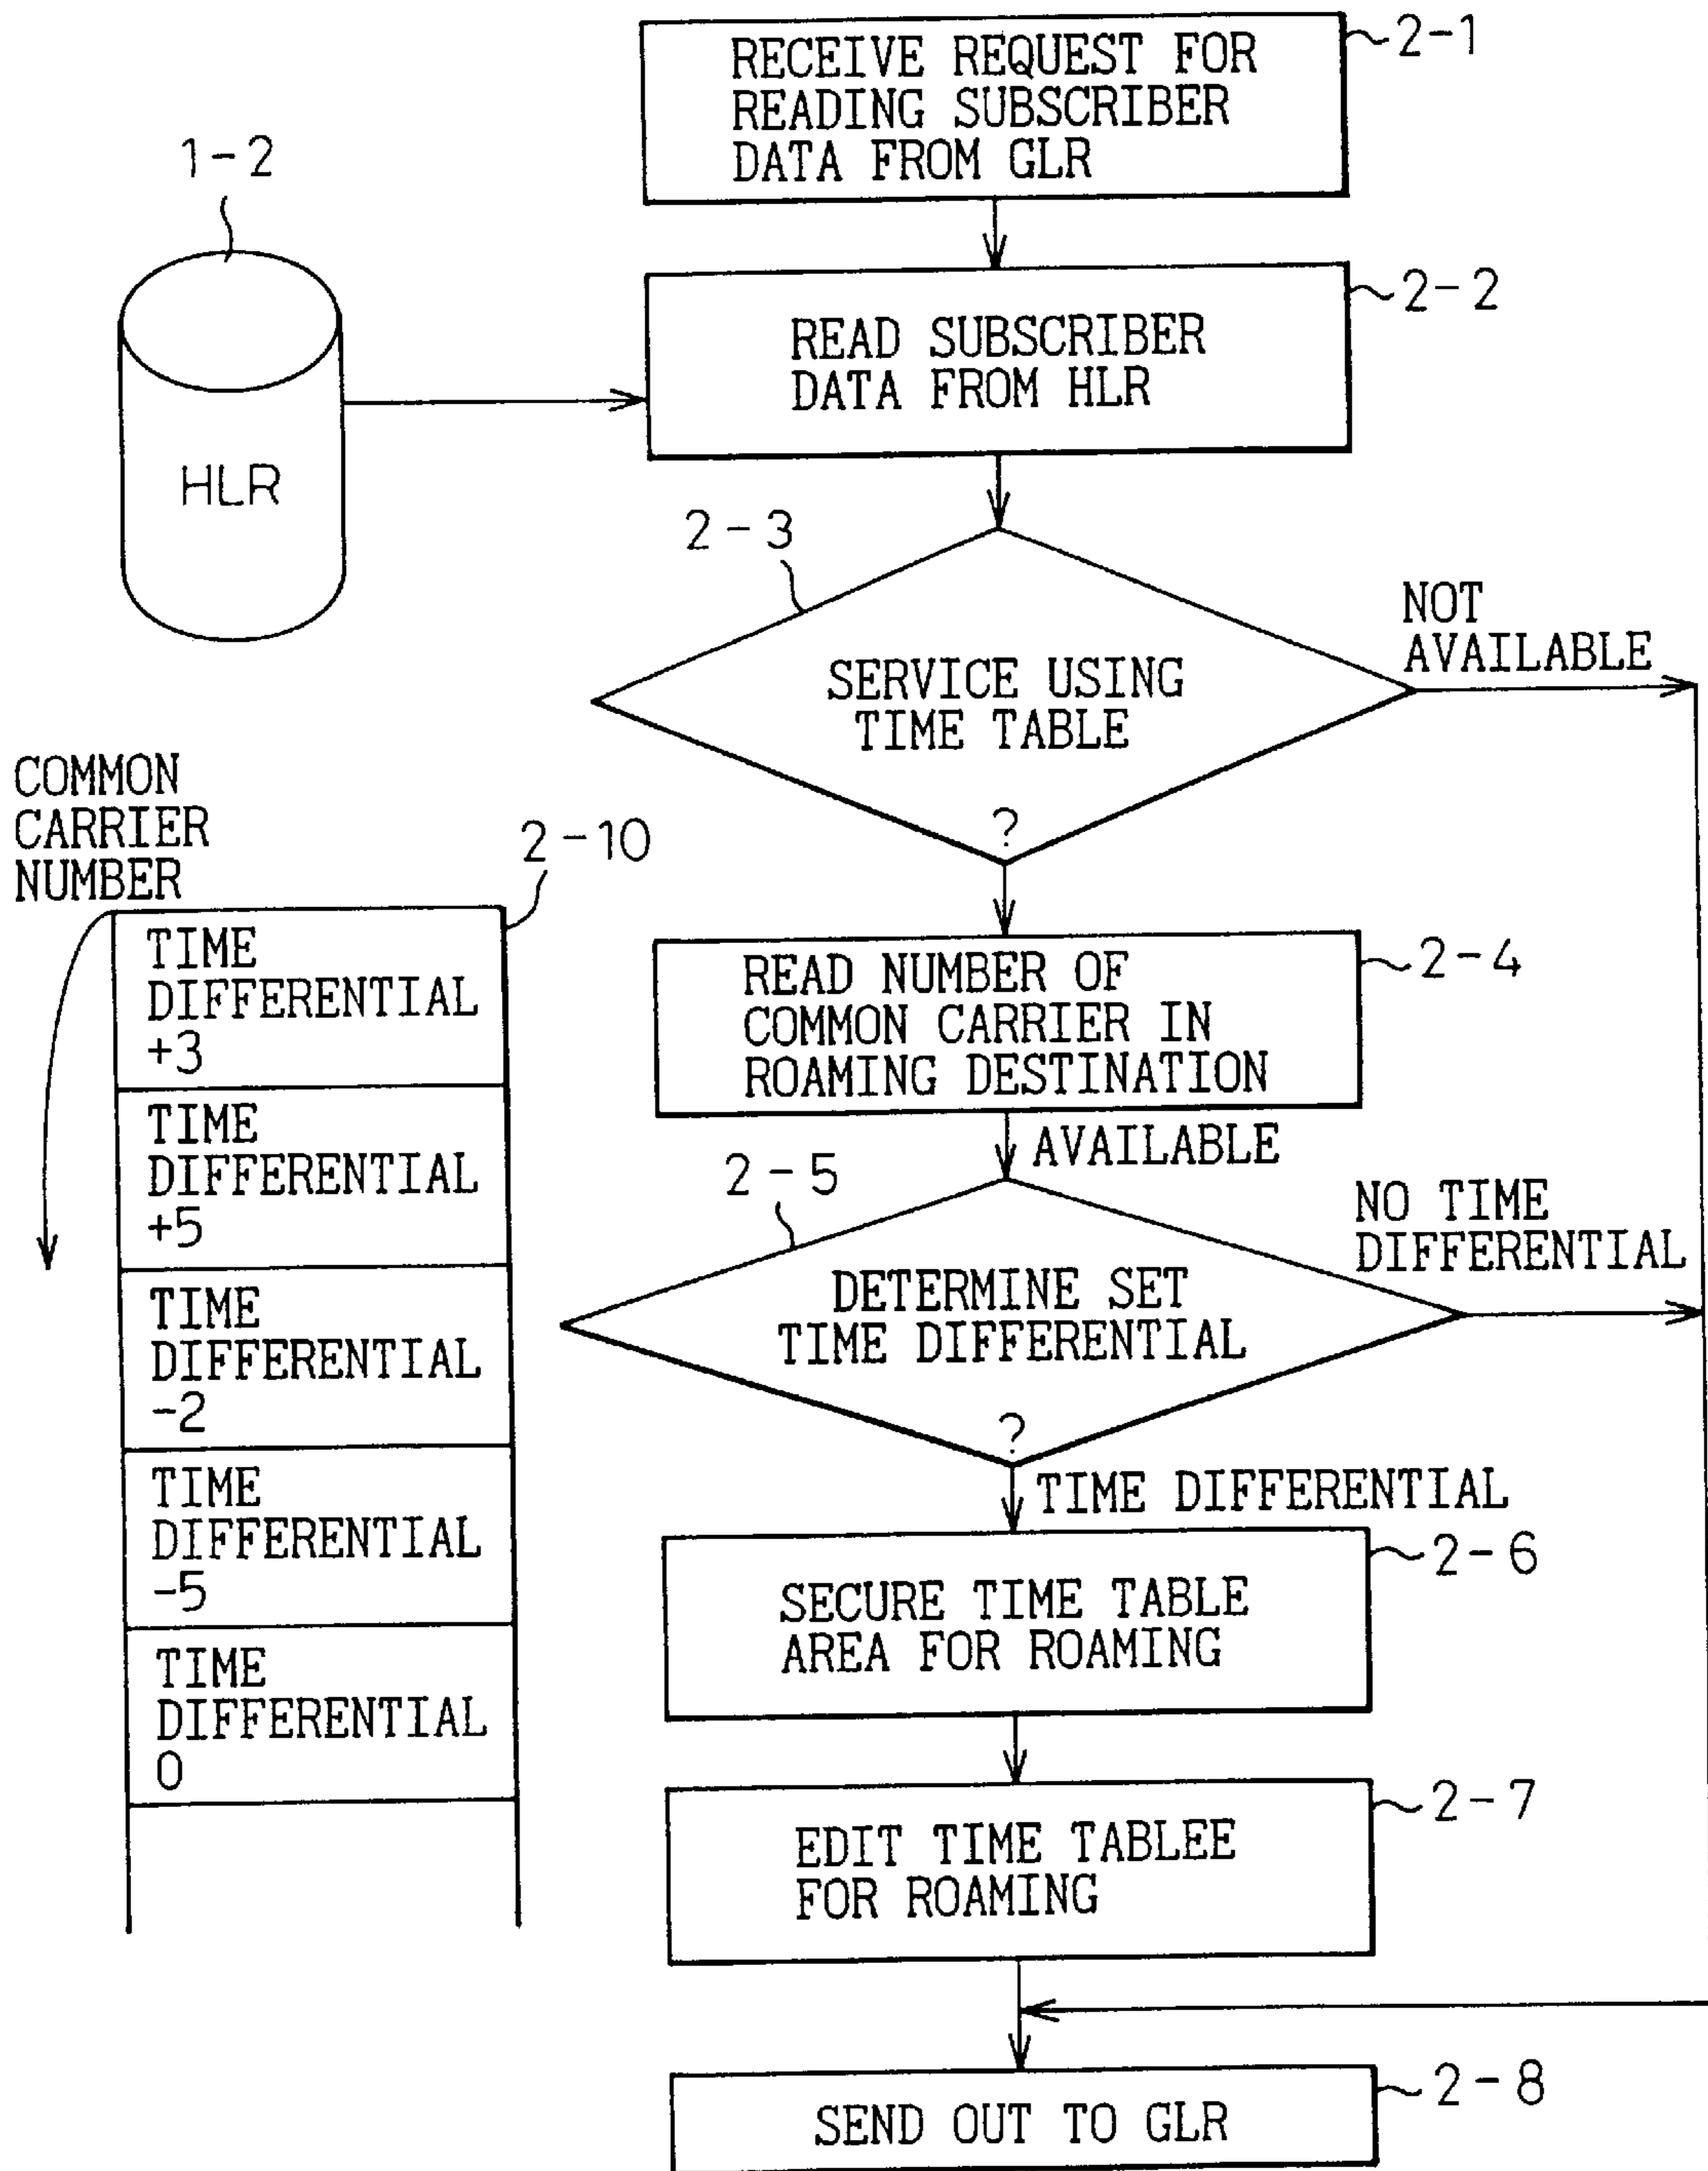 2-1
RECEIVE REQUEST FOR
READING SUBSCRIBER
DATA FROM GLR
1-2
HLR
2-2
READ SUBSCRIBER
DATA FROM HLR
2-3
SERVICE USING
TIME TABLE
?
NOT
AVAILABLE
COMMON
CARRIER
NUMBER
2-10
TIME
DIFFERENTIAL
+3
TIME
DIFFERENTIAL
+5
TIME
DIFFERENTIAL
-2
TIME
DIFFERENTIAL
-5
TIME
DIFFERENTIAL
0
2-4
READ NUMBER OF
COMMON CARRIER IN
ROAMING DESTINATION
AVAILABLE
2-5
DETERMINE SET
TIME DIFFERENTIAL
?
NO TIME
DIFFERENTIAL
TIME DIFFERENTIAL
2-6
SECURE TIME TABLE
AREA FOR ROAMING
2-7
EDIT TIME TABLEE
FOR ROAMING
2-8
SEND OUT TO GLR